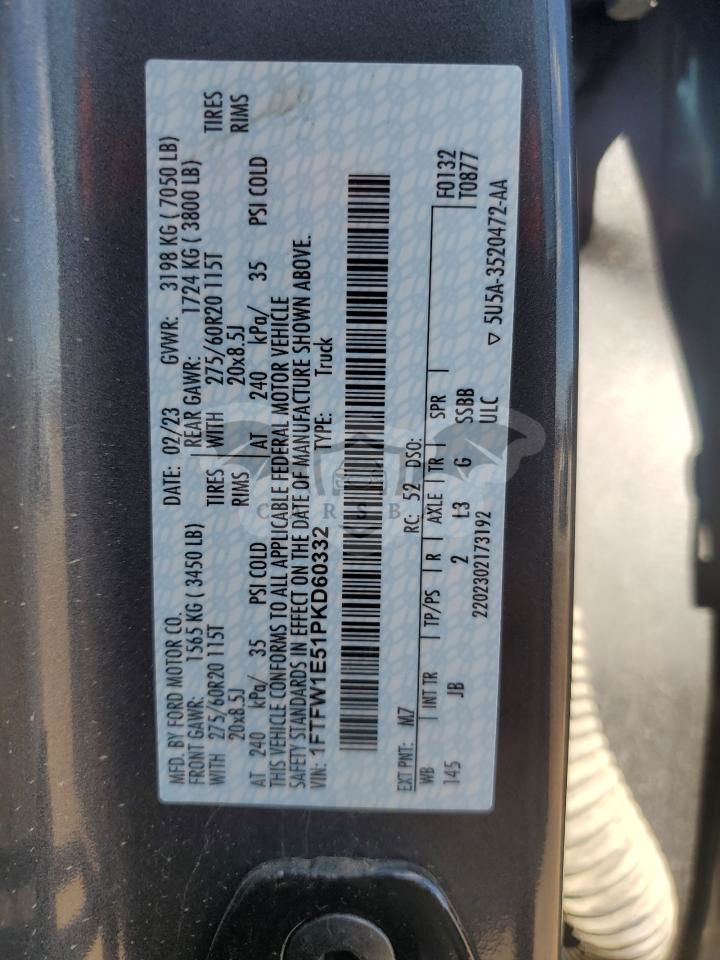 MFD. BY FORD MOTOR CO. DATE: 02/23 GVWR: 3198 KG ( 7050 LB)
FRONT GAWR: 1565 KG ( 3450 LB) REAR GAWR: 1724 KG ( 3800 LB)
WITH 275/60R20 115T TIRES WITH 275/60R20 115T TIRES
20x8.5J RIMS 20x8.5J RIMS
AT 240 kPa/ 35 PSI COLD AT 240 kPa/ 35 PSI COLD
THIS VEHICLE CONFORMS TO ALL APPLICABLE FEDERAL MOTOR VEHICLE
SAFETY STANDARDS IN EFFECT ON THE DATE OF MANUFACTURE SHOWN ABOVE.
VIN: 1FTFW1E51PKD60332 TYPE: Truck
EXT PNT: M7 RC: 52 DSO: F0132
WB INT TR TP/PS R AXLE TR SPR T0877
145 JB 2 L3 G SSBB
ULC
2202302173192 5U5A-3520472-AA